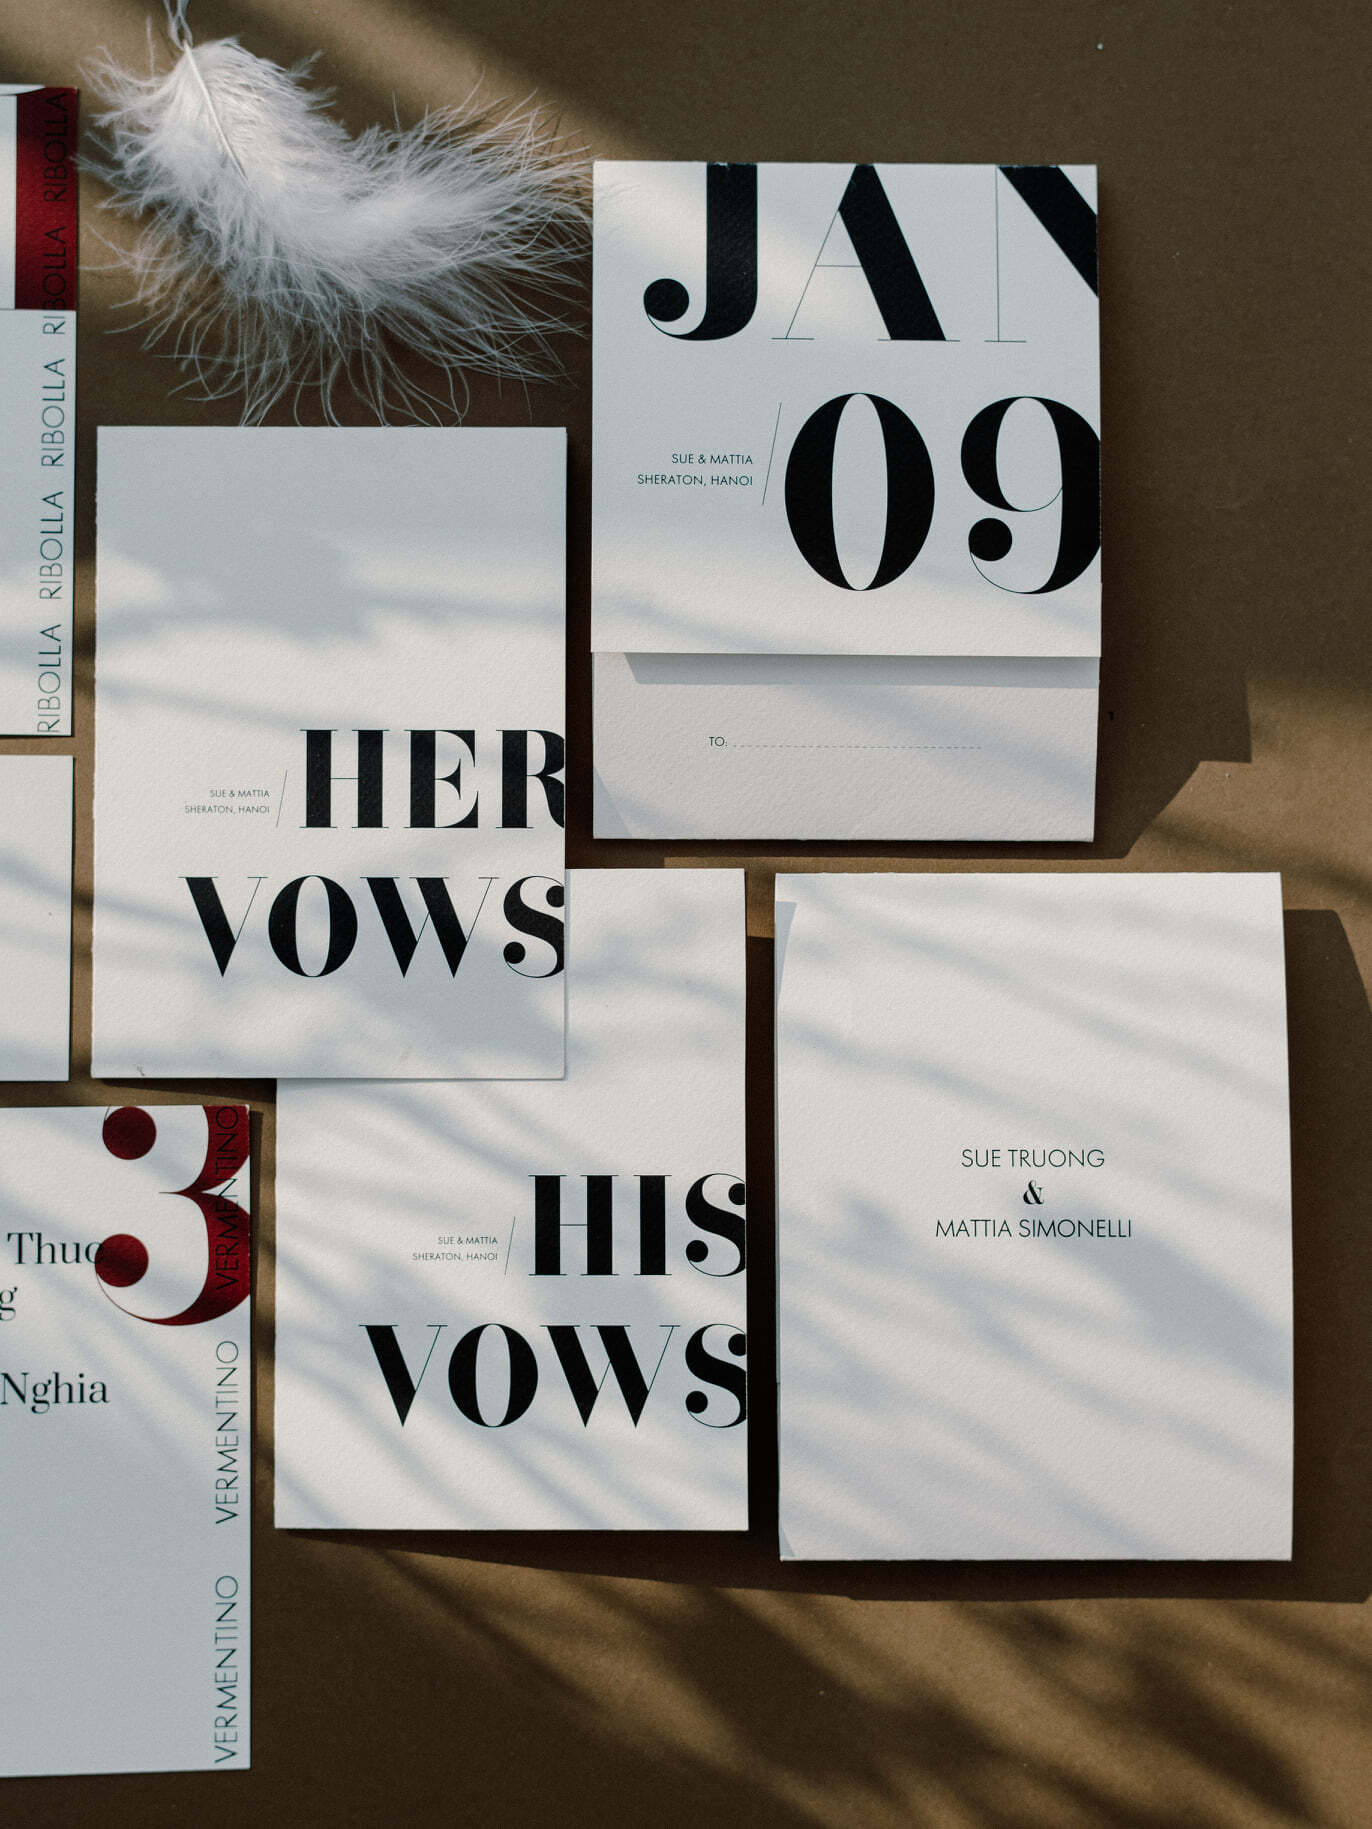 RIBOLLA RIBOLLA RIBOLLA RIBOLLA RIBOLLA
JAN
09
SUE & MATTIA
SHERATON, HANOI
TO:
HER
SUE & MATTIA
SHERATON, HANOI
VOWS
HIS
SUE & MATTIA
SHERATON, HANOI
VOWS
SUE TRUONG
&
MATTIA SIMONELLI
3
Thuc
g
Nghia
VERMENTINO VERMENTINO VERMENTINO